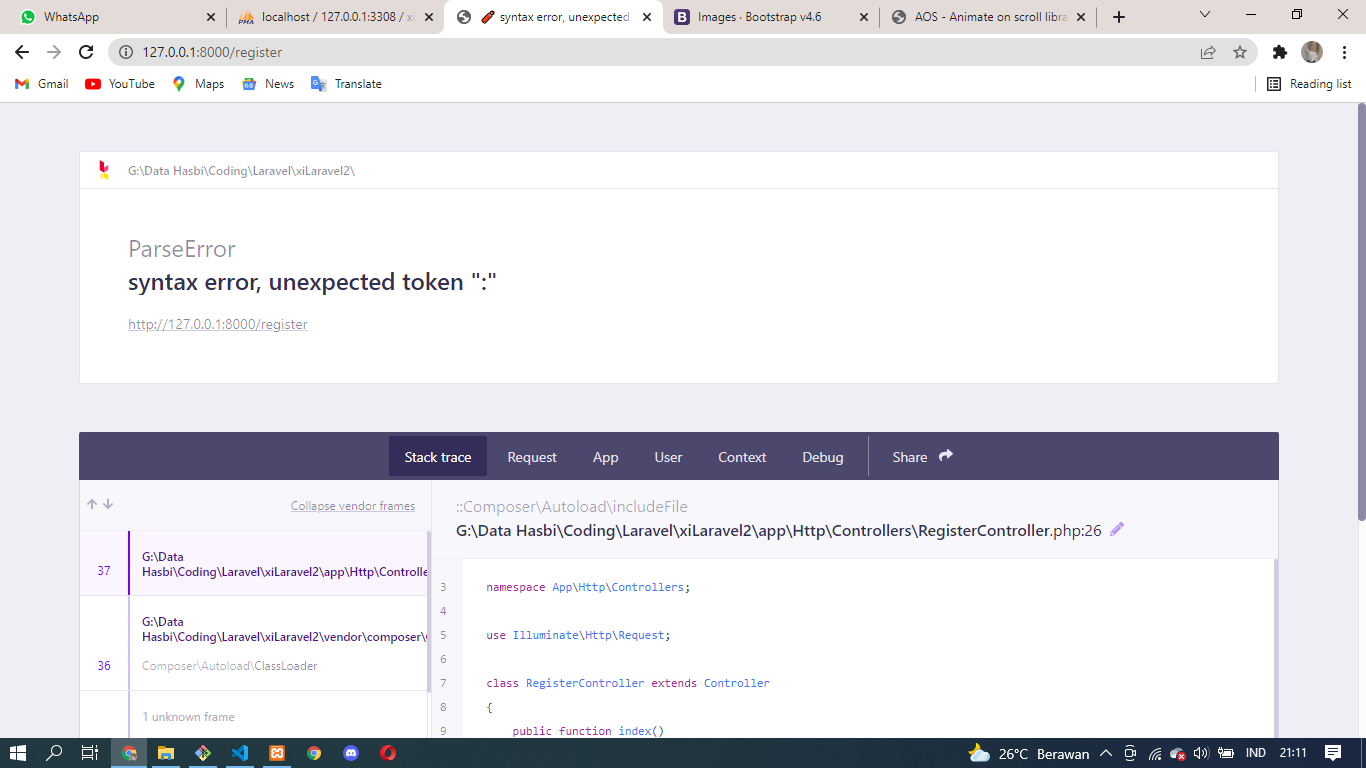 WhatsApp
localhost / 127.0.0.1:3308 / xi
syntax error, unexpected
Images · Bootstrap v4.6
AOS - Animate on scroll libra
127.0.0.1:8000/register
Gmail
YouTube
Maps
News
Translate
Reading list
G:\Data Hasbi\Coding\Laravel\xiLaravel2\
ParseError
syntax error, unexpected token ":"
http://127.0.0.1:8000/register
Stack trace
Request
App
User
Context
Debug
Share
Collapse vendor frames
37
G:\Data
Hasbi\Coding\Laravel\xiLaravel2\app\Http\Controlle
G:\Data
Hasbi\Coding\Laravel\xiLaravel2\vendor\composer\
36
Composer\Autoload\ClassLoader
1 unknown frame
::Composer\Autoload\includeFile
G:\Data Hasbi\Coding\Laravel\xiLaravel2\app\Http\Controllers\RegisterController.php:26
3 namespace App\Http\Controllers;
4
5 use Illuminate\Http\Request;
6
7 class RegisterController extends Controller
8 {
9 public function index()
26°C Berawan
IND
21:11